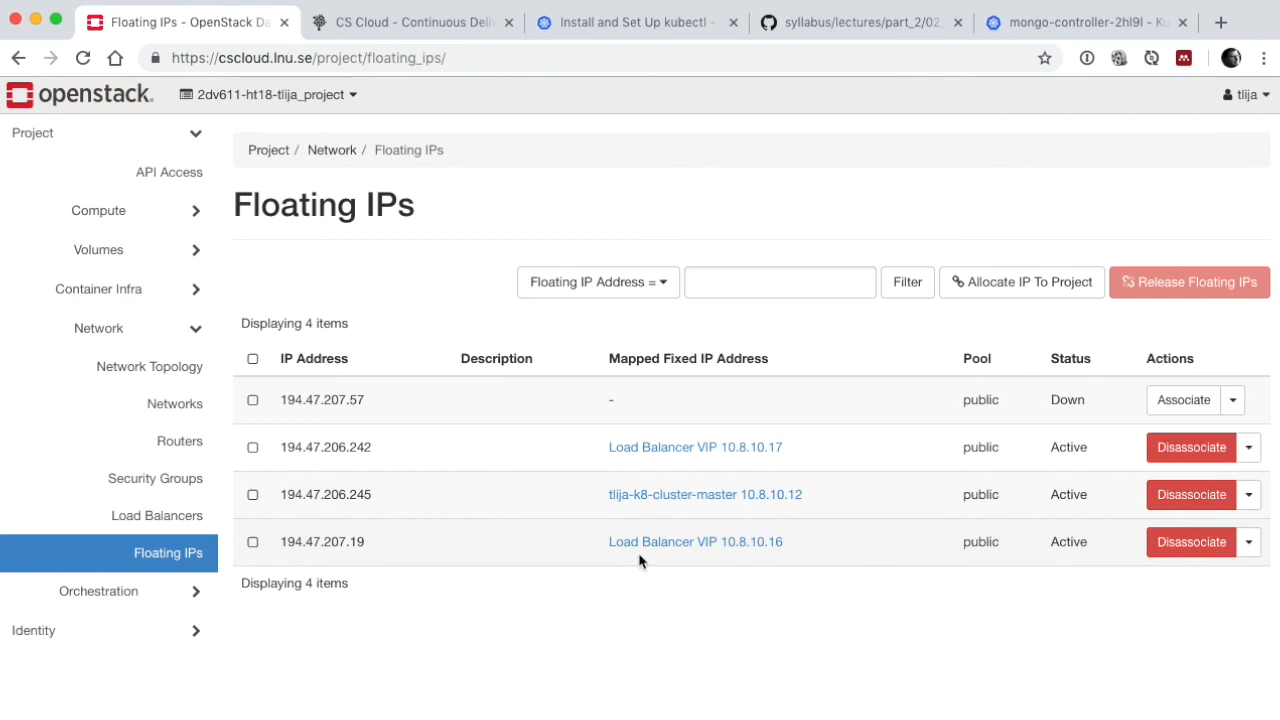 Floating IPs - OpenStack Da
CS Cloud - Continuous Deli
Install and Set Up kubectl -
syllabus/lectures/part_2/02_
mongo-controller-2hl9l - Ku
https://cscloud.lnu.se/project/floating_ips/
openstack.
2dv611-ht18-tlija_project
tlija
Project
API Access
Compute
Volumes
Container Infra
Network
Network Topology
Networks
Routers
Security Groups
Load Balancers
Floating IPs
Orchestration
Identity
Project / Network / Floating IPs
Floating IPs
Floating IP Address =
Filter
Allocate IP To Project
Release Floating IPs
Displaying 4 items
IP Address Description Mapped Fixed IP Address Pool Status Actions
194.47.207.57 - public Down Associate
194.47.206.242 Load Balancer VIP 10.8.10.17 public Active Disassociate
194.47.206.245 tlija-k8-cluster-master 10.8.10.12 public Active Disassociate
194.47.207.19 Load Balancer VIP 10.8.10.16 public Active Disassociate
Displaying 4 items